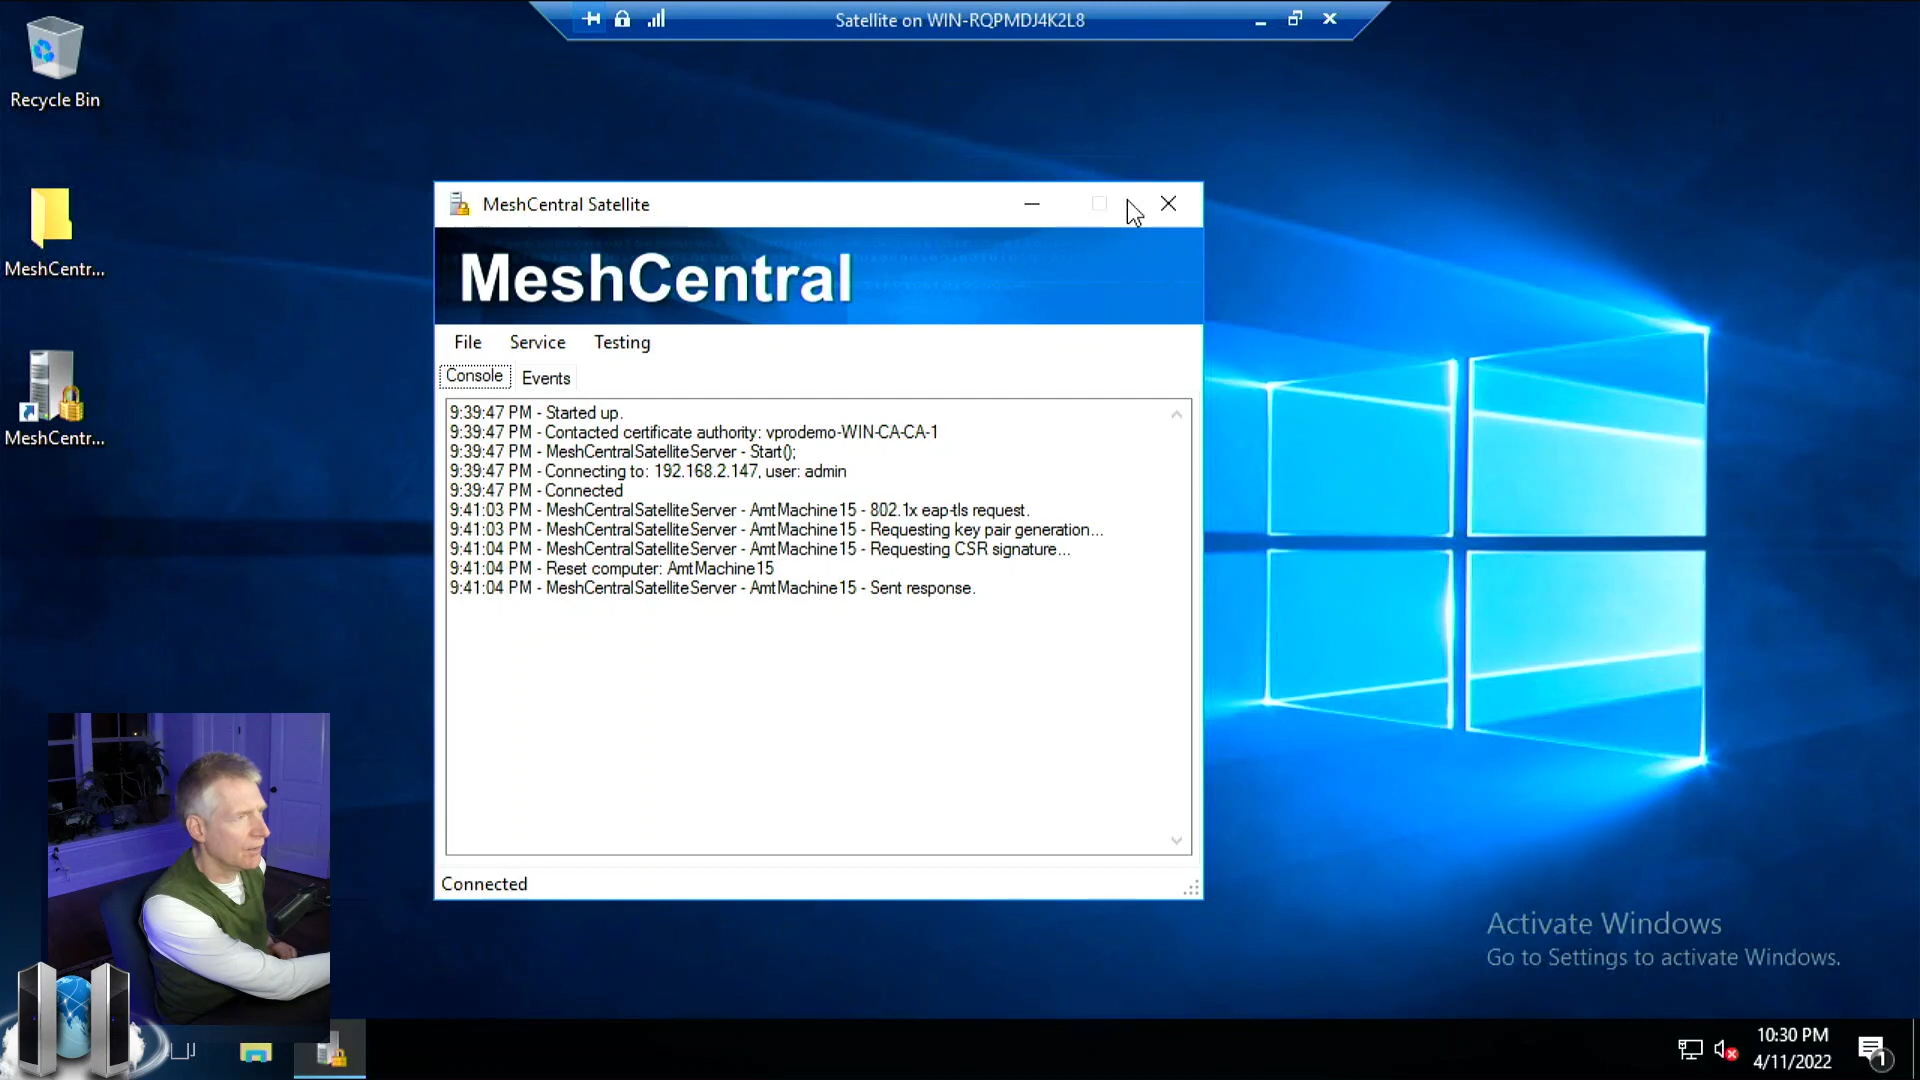 Satellite on WIN-RQPMDJ4K2L8
Recycle Bin
MeshCentr...
MeshCentr...
MeshCentral Satellite
MeshCentral
File Service Testing
Console Events
9:39:47 PM - Started up.
9:39:47 PM - Contacted certificate authority: vprodemo-WIN-CA-CA-1
9:39:47 PM - MeshCentralSatelliteServer - Start();
9:39:47 PM - Connecting to: 192.168.2.147, user: admin
9:39:47 PM - Connected
9:41:03 PM - MeshCentralSatelliteServer - AmtMachine15 - 802.1x eap-tls request.
9:41:03 PM - MeshCentralSatelliteServer - AmtMachine15 - Requesting key pair generation...
9:41:04 PM - MeshCentralSatelliteServer - AmtMachine15 - Requesting CSR signature...
9:41:04 PM - Reset computer: AmtMachine15
9:41:04 PM - MeshCentralSatelliteServer - AmtMachine15 - Sent response.
Connected
Activate Windows
Go to Settings to activate Windows.
10:30 PM
4/11/2022
1